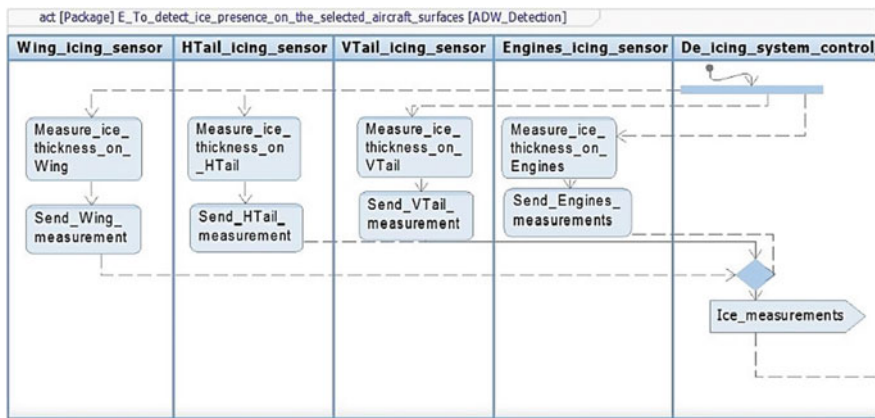 act [Package] E_To_detect_ice_presence_on_the_selected_aircraft_surfaces [ADW_Detection]
Wing_icing_sensor
HTail_icing_sensor
VTail_icing_sensor
Engines_icing_sensor
De_icing_system_control
Measure_ice_
thickness_on_
Wing
Measure_ice_
thickness_on
_HTail
Measure_ice_
thickness_on_
VTail
Measure_ice_
thickness_on_
Engines
Send_Wing_
measurement
Send_HTail_
measurement
Send_VTail_
measurement
Send_Engines_
measurements
Ice_measurements